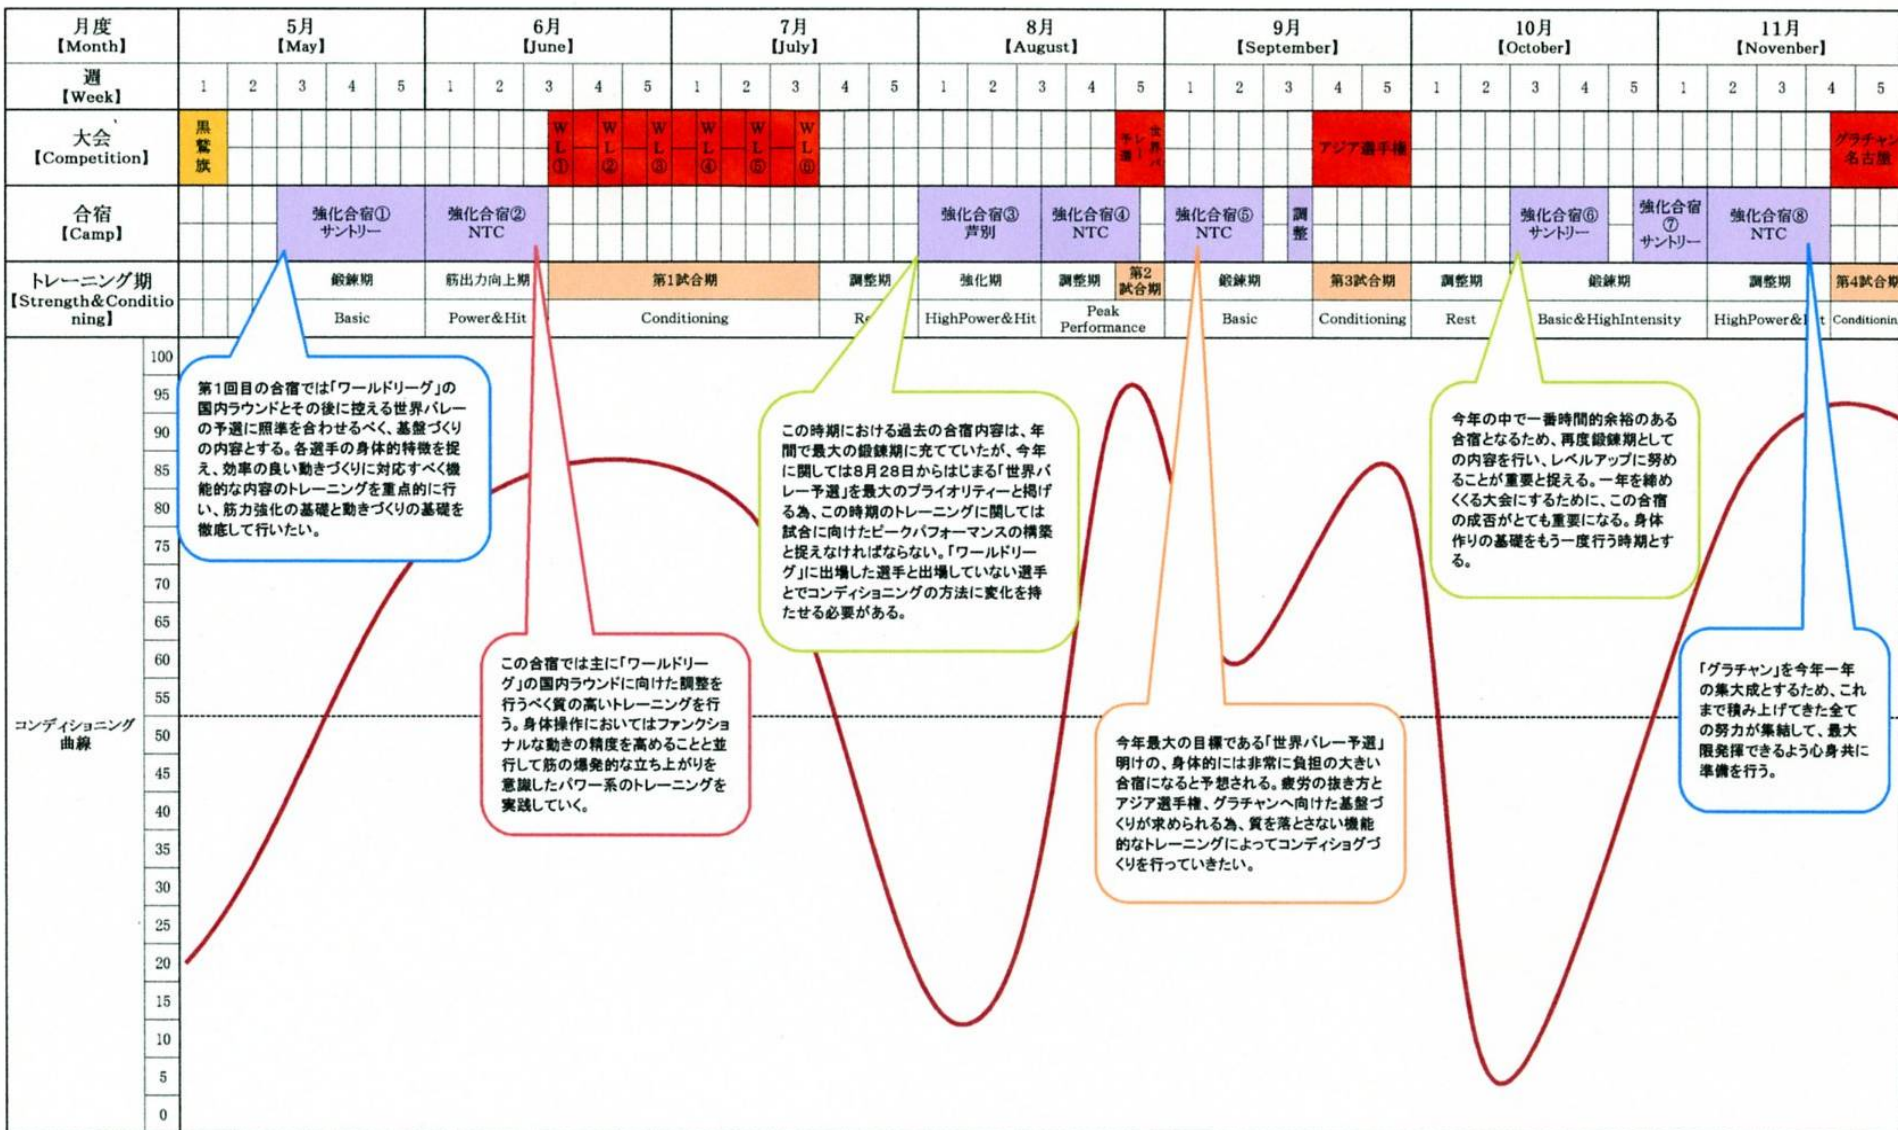 月度
【Month】
5月
【May】
6月
【June】
7月
【July】
8月
【August】
9月
【September】
10月
【October】
11月
【Novenber】
週
【Week】
1 2 3 4 5 1 2 3 4 5 1 2 3 4 5 1 2 3 4 5 1 2 3 4 5 1 2 3 4 5 1 2 3 4 5
大会
【Competition】
黒鷲旗
WL①
WL②
WL③
WL④
WL⑤
WL⑥
世界バレー予選
アジア選手権
グラチャン
名古屋
合宿
【Camp】
強化合宿①
サントリー
強化合宿②
NTC
強化合宿③
芦別
強化合宿④
NTC
強化合宿⑤
NTC
調整
強化合宿⑥
サントリー
強化合宿
⑦
サントリー
強化合宿⑧
NTC
トレーニング期
【Strength&Conditio
ning】
鍛錬期
筋出力向上期
第1試合期
調整期
強化期
調整期
第2
試合期
鍛錬期
第3試合期
調整期
鍛錬期
調整期
第4試合期
Basic
Power&Hit
Conditioning
HighPower&Hit
Peak
Performance
Basic
Conditioning
Rest
Basic&HighIntensity
コンディショニング
曲線
100
95
90
85
80
75
70
65
60
55
50
45
40
35
30
25
20
15
10
5
0
第1回目の合宿では「ワールドリーグ」の
国内ラウンドとその後に控える世界バレー
の予選に照準を合わせるべく、基盤づくり
の内容とする。各選手の身体的特徴を捉
え、効率の良い動きづくりに対応すべく機
能的な内容のトレーニングを重点的に行
い、筋力強化の基礎と動きづくりの基礎を
徹底して行いたい。
この合宿では主に「ワールドリー
グ」の国内ラウンドに向けた調整を
行うべく質の高いトレーニングを行
う。身体操作においてはファンクショ
ナルな動きの精度を高めることと並
行して筋の爆発的な立ち上がりを
意識したパワー系のトレーニングを
実践していく。
この時期における過去の合宿内容は、年
間で最大の鍛錬期に充てていたが、今年
に関しては8月28日からはじまる「世界バ
レー予選」を最大のプライオリティーと掲げ
る為、この時期のトレーニングに関しては
試合に向けたピークパフォーマンスの構築
と捉えなければならない。「ワールドリー
グ」に出場した選手と出場していない選手
とでコンディショニングの方法に変化を持
たせる必要がある。
今年最大の目標である「世界バレー予選」
明けの、身体的には非常に負担の大きい
合宿になると予想される。疲労の抜き方と
アジア選手権、グラチャンへ向けた基盤づ
くりが求められる為、質を落とさない機能
的なトレーニングによってコンディショグづ
くりを行っていきたい。
今年の中で一番時間的余裕のある
合宿となるため、再度鍛錬期として
の内容を行い、レベルアップに努め
ることが重要と捉える。一年を締め
くくる大会にするために、この合宿
の成否がとても重要になる。身体
作りの基礎をもう一度行う時期とす
る。
「グラチャン」を今年一年
の集大成とするため、これ
まで積み上げてきた全て
の努力が集結して、最大
限発揮できるよう心身共に
準備を行う。